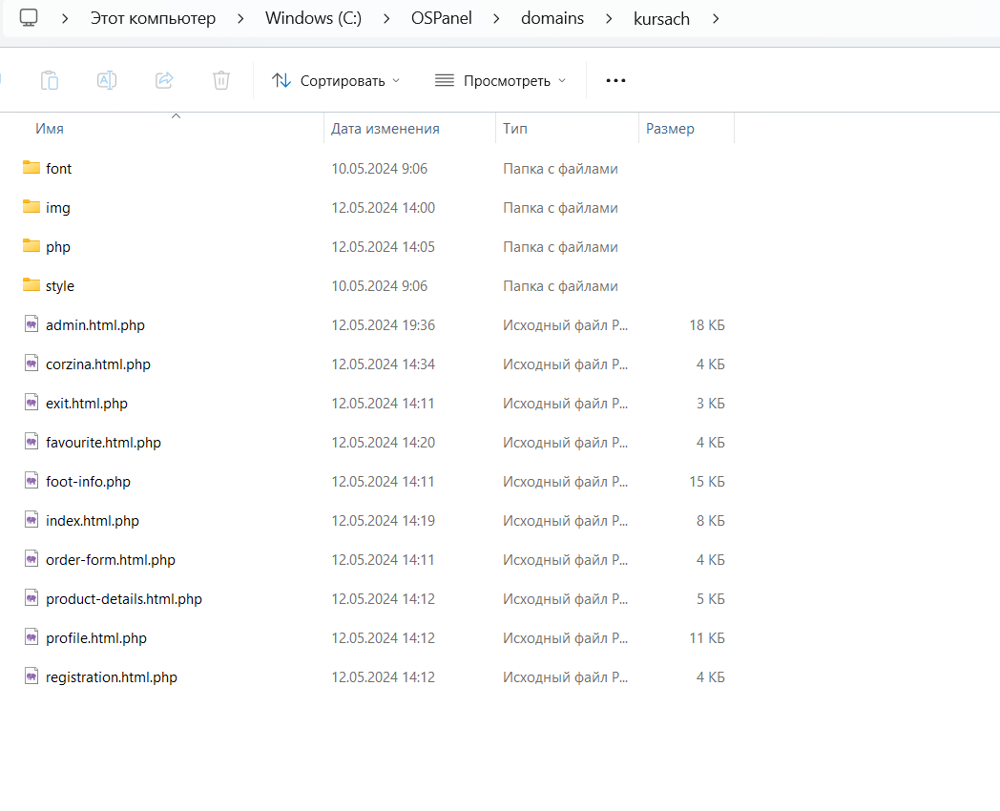 Этот компьютер Windows (C:) OSPanel domains kursach
Сортировать Просмотреть
Имя Дата изменения Тип Размер
font 10.05.2024 9:06 Папка с файлами
img 12.05.2024 14:00 Папка с файлами
php 12.05.2024 14:05 Папка с файлами
style 10.05.2024 9:06 Папка с файлами
admin.html.php 12.05.2024 19:36 Исходный файл P... 18 КБ
corzina.html.php 12.05.2024 14:34 Исходный файл P... 4 КБ
exit.html.php 12.05.2024 14:11 Исходный файл P... 3 КБ
favourite.html.php 12.05.2024 14:20 Исходный файл P... 4 КБ
foot-info.php 12.05.2024 14:11 Исходный файл P... 15 КБ
index.html.php 12.05.2024 14:19 Исходный файл P... 8 КБ
order-form.html.php 12.05.2024 14:11 Исходный файл P... 4 КБ
product-details.html.php 12.05.2024 14:12 Исходный файл P... 5 КБ
profile.html.php 12.05.2024 14:12 Исходный файл P... 11 КБ
registration.html.php 12.05.2024 14:12 Исходный файл P... 4 КБ